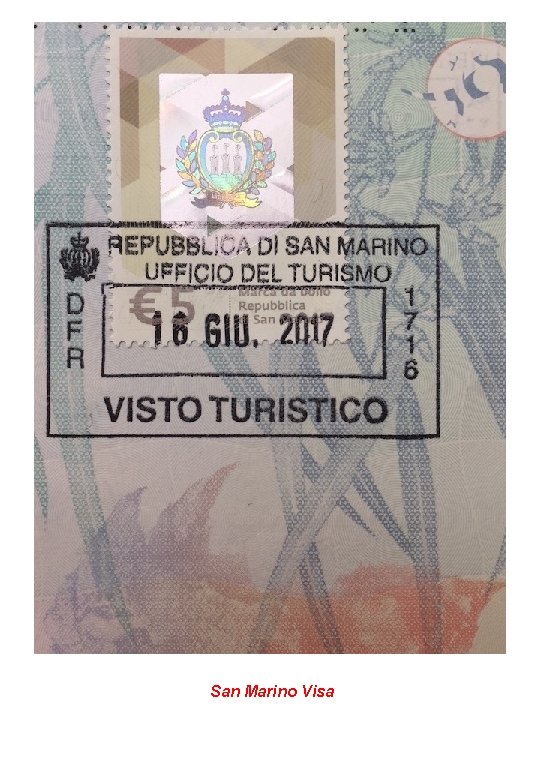 REPUBBLICA DI SAN MARINO
UFFICIO DEL TURISMO
€5
Marca da bollo
Repubblica
San
16 GIU. 2017
DFR
1716
VISTO TURISTICO
San Marino Visa